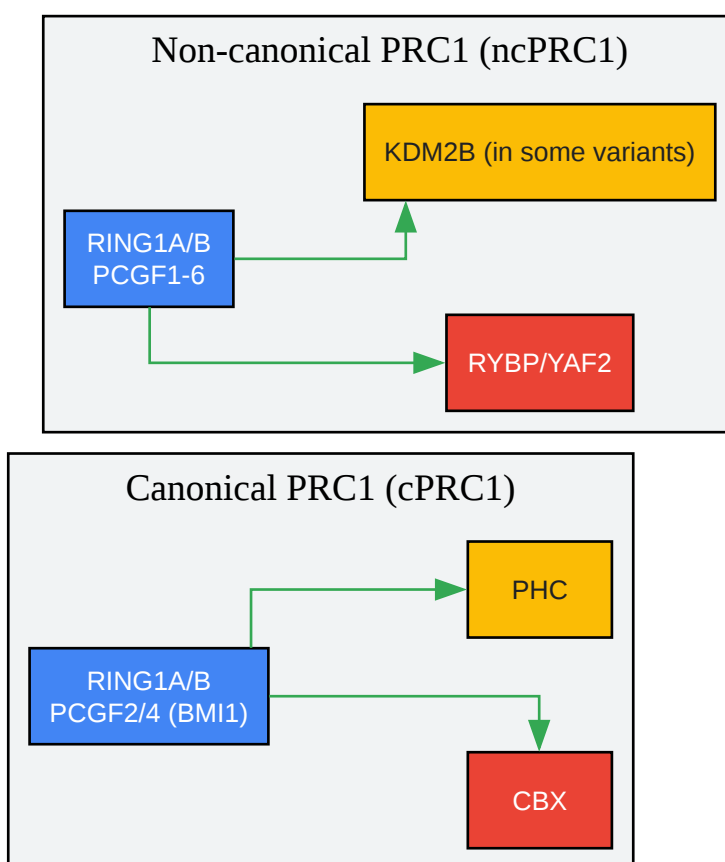 Non-canonical PRC1 (ncPRC1)
KDM2B (in some variants)
RING1A/B
PCGF1-6
RYBP/YAF2
Canonical PRC1 (cPRC1)
PHC
RING1A/B
PCGF2/4 (BMI1)
CBX